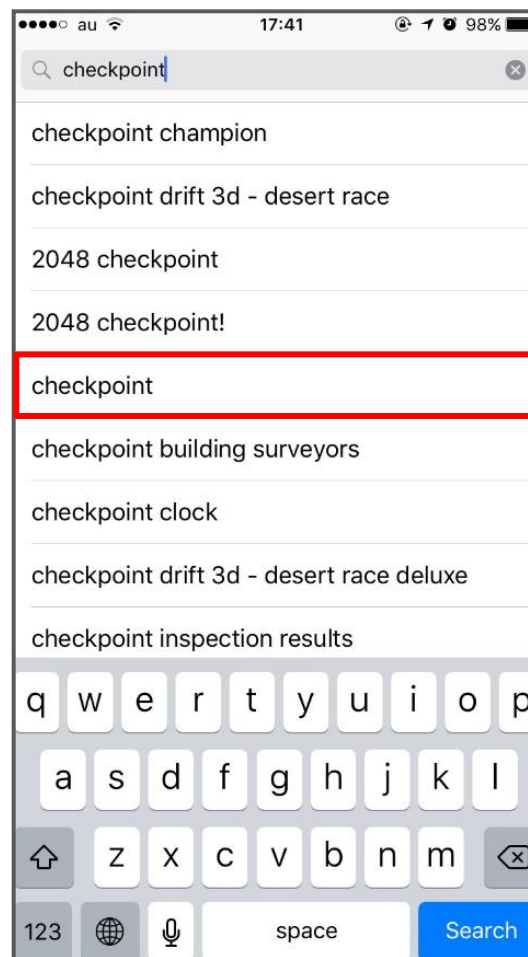 au 17:41 98%
checkpoint
checkpoint champion
checkpoint drift 3d - desert race
2048 checkpoint
2048 checkpoint!
checkpoint
checkpoint building surveyors
checkpoint clock
checkpoint drift 3d - desert race deluxe
checkpoint inspection results
q w e r t y u i o p
a s d f g h j k l
z x c v b n m
123 space Search